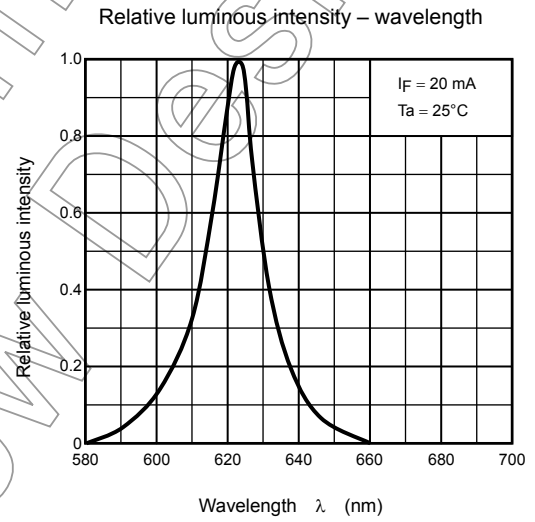 Relative luminous intensity – wavelength
Relative luminous intensity
1.0
0.8
0.6
0.4
0.2
0
IF = 20 mA
Ta = 25°C
580 600 620 640 660 680 700
Wavelength λ (nm)